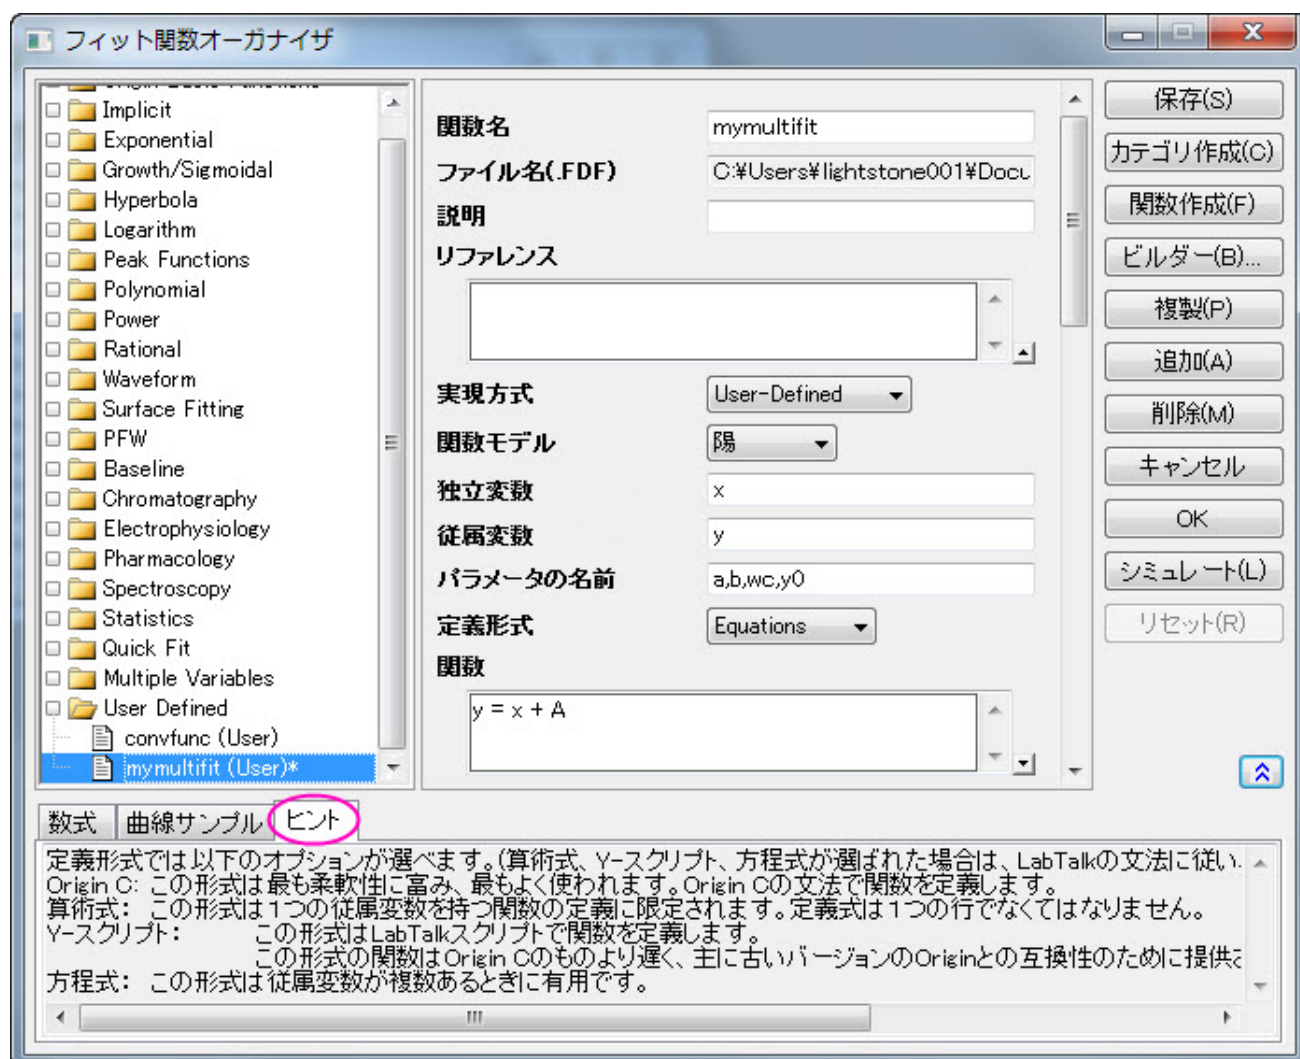 フィット関数オーガナイザ
Implicit
Exponential
Growth/Sigmoidal
Hyperbola
Logarithm
Peak Functions
Polynomial
Power
Rational
Waveform
Surface Fitting
PFW
Baseline
Chromatography
Electrophysiology
Pharmacology
Spectroscopy
Statistics
Quick Fit
Multiple Variables
User Defined
convfunc (User)
mymultifit (User)*
関数名 mymultifit
ファイル名(.FDF) C:¥Users¥lightstone001¥Docu
説明
リファレンス
実現方式 User-Defined
関数モデル 陽
独立変数 x
従属変数 y
パラメータの名前 a,b,wc,y0
定義形式 Equations
関数
y = x + A
保存(S)
カテゴリ作成(C)
関数作成(F)
ビルダー(B)...
複製(P)
追加(A)
削除(M)
キャンセル
OK
シミュレート(L)
リセット(R)
数式 曲線サンプル ヒント
定義形式では以下のオプションが選べます。(算術式、Y-スクリプト、方程式が選ばれた場合は、LabTalkの文法に従い.
Origin C: この形式は最も柔軟性に富み、最もよく使われます。Origin Cの文法で関数を定義します。
算術式: この形式は1つの従属変数を持つ関数の定義に限定されます。定義式は1つの行でなくてはなりません。
Y-スクリプト: この形式はLabTalkスクリプトで関数を定義します。
この形式の関数はOrigin Cのものより遅く、主に古いバージョンのOriginとの互換性のために提供
方程式: この形式は従属変数が複数あるときに有用です。